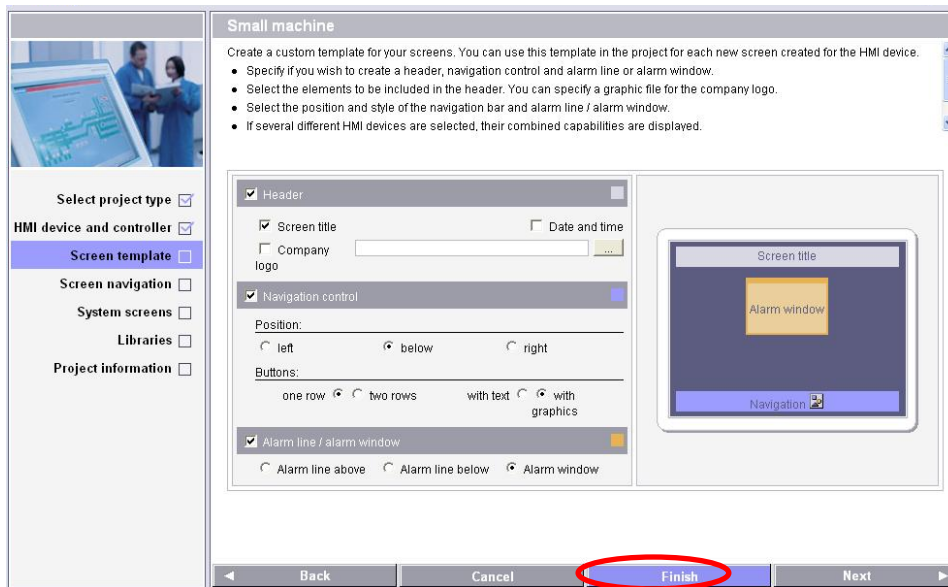 Small machine
Create a custom template for your screens. You can use this template in the project for each new screen created for the HMI device.
Specify if you wish to create a header, navigation control and alarm line or alarm window.
Select the elements to be included in the header. You can specify a graphic file for the company logo.
Select the position and style of the navigation bar and alarm line / alarm window.
If several different HMI devices are selected, their combined capabilities are displayed.
Select project type
HMI device and controller
Screen template
Screen navigation
System screens
Libraries
Project information
Header
Screen title Date and time
Company
logo
...
Navigation control
Position:
left below right
Buttons:
one row two rows with text with
graphics
Alarm line / alarm window
Alarm line above Alarm line below Alarm window
Screen title
Alarm window
Navigation
Back Cancel Finish Next